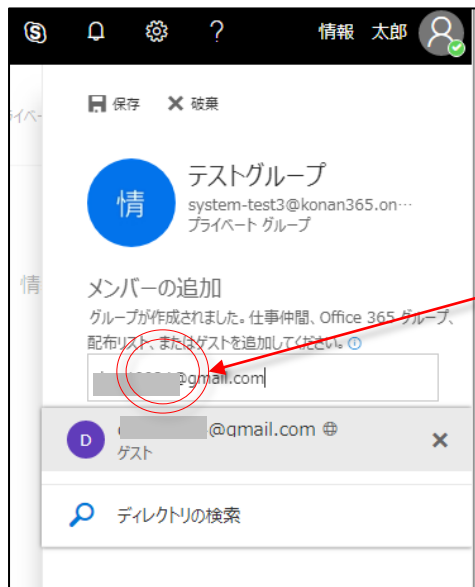 情報 太郎
保存 破棄
イベー
テストグループ
情
system-test3@konan365.on…
プライベート グループ
情
メンバーの追加
グループが作成されました。仕事仲間、Office 365 グループ、
配布リスト、またはゲストを追加してください。
@gmail.com
D
@gmail.com
ゲスト
ディレクトリの検索